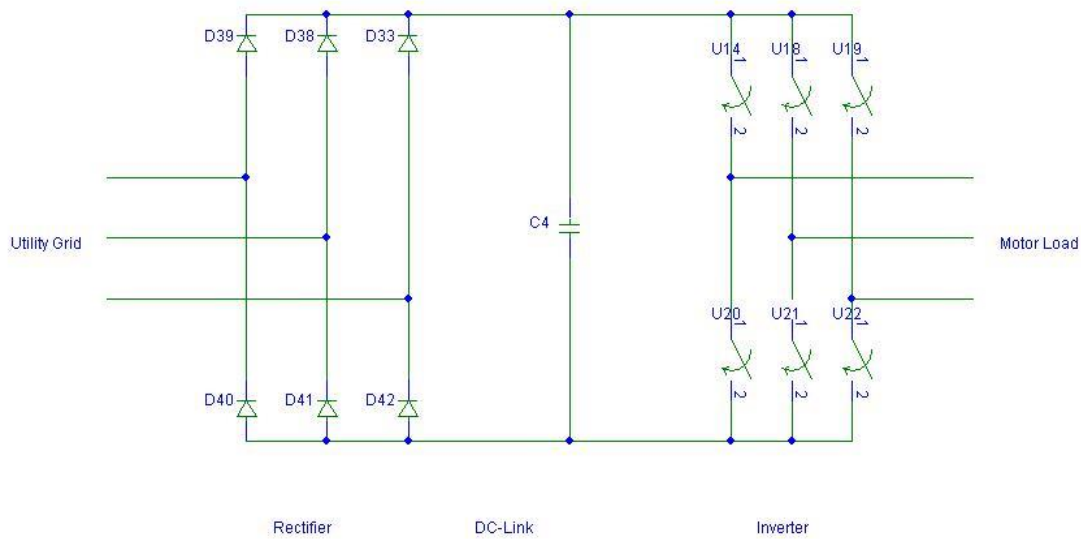 D39
D38
D33
U14
1
U18
1
U19
1
2
2
2
C4
Utility Grid
Motor Load
U20
1
U21
1
U22
1
D40
D41
D42
2
2
2
Rectifier
DC-Link
Inverter